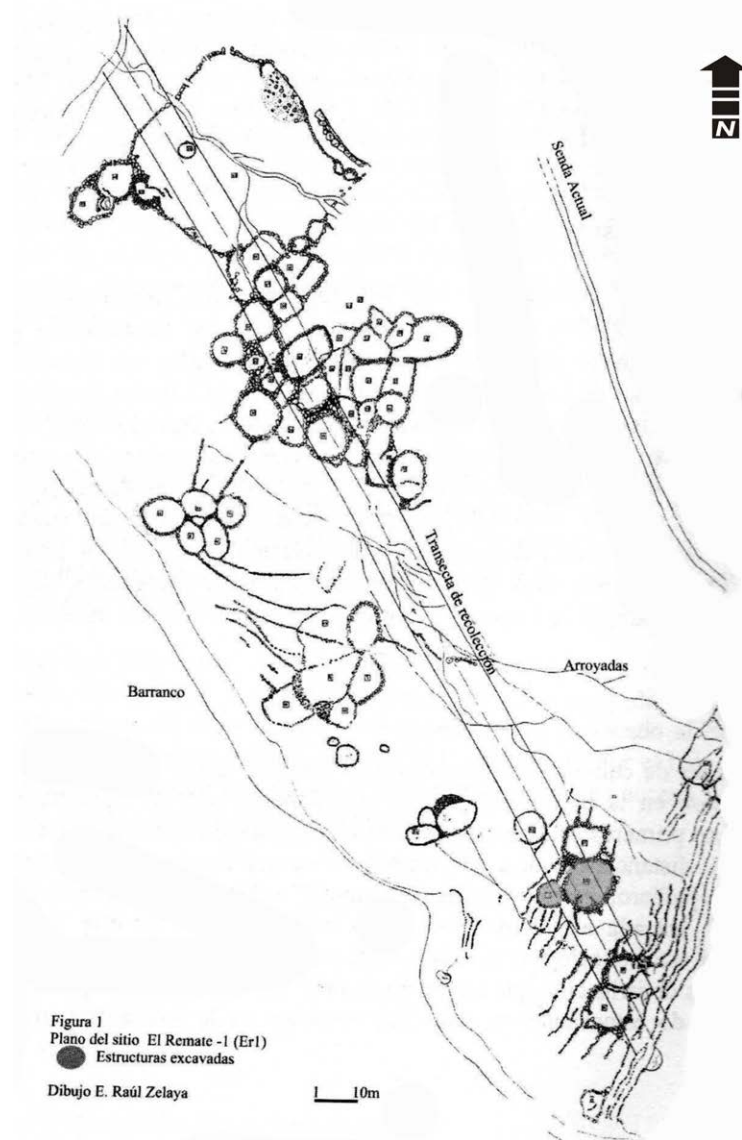 N
Senda Actual
Transecta de recolección
Arroyadas
Barranco
Figura 1
Plano del sitio El Remate -1 (Er1)
Estructuras excavadas
Dibujo E. Raúl Zelaya
1 10m